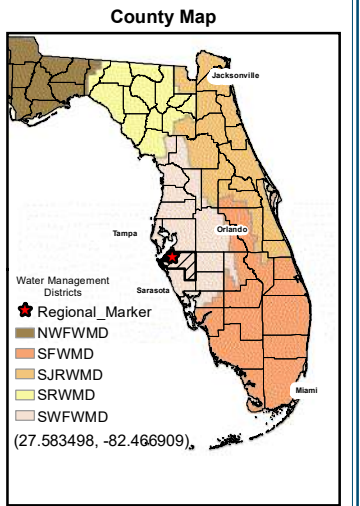 County Map
Jacksonville
Tampa
Orlando
Sarasota
Miami
Water Management
Districts
Regional_Marker
NWFWMD
SFWMD
SJRWMD
SRWMD
SWFWMD
(27.583498, -82.466909)